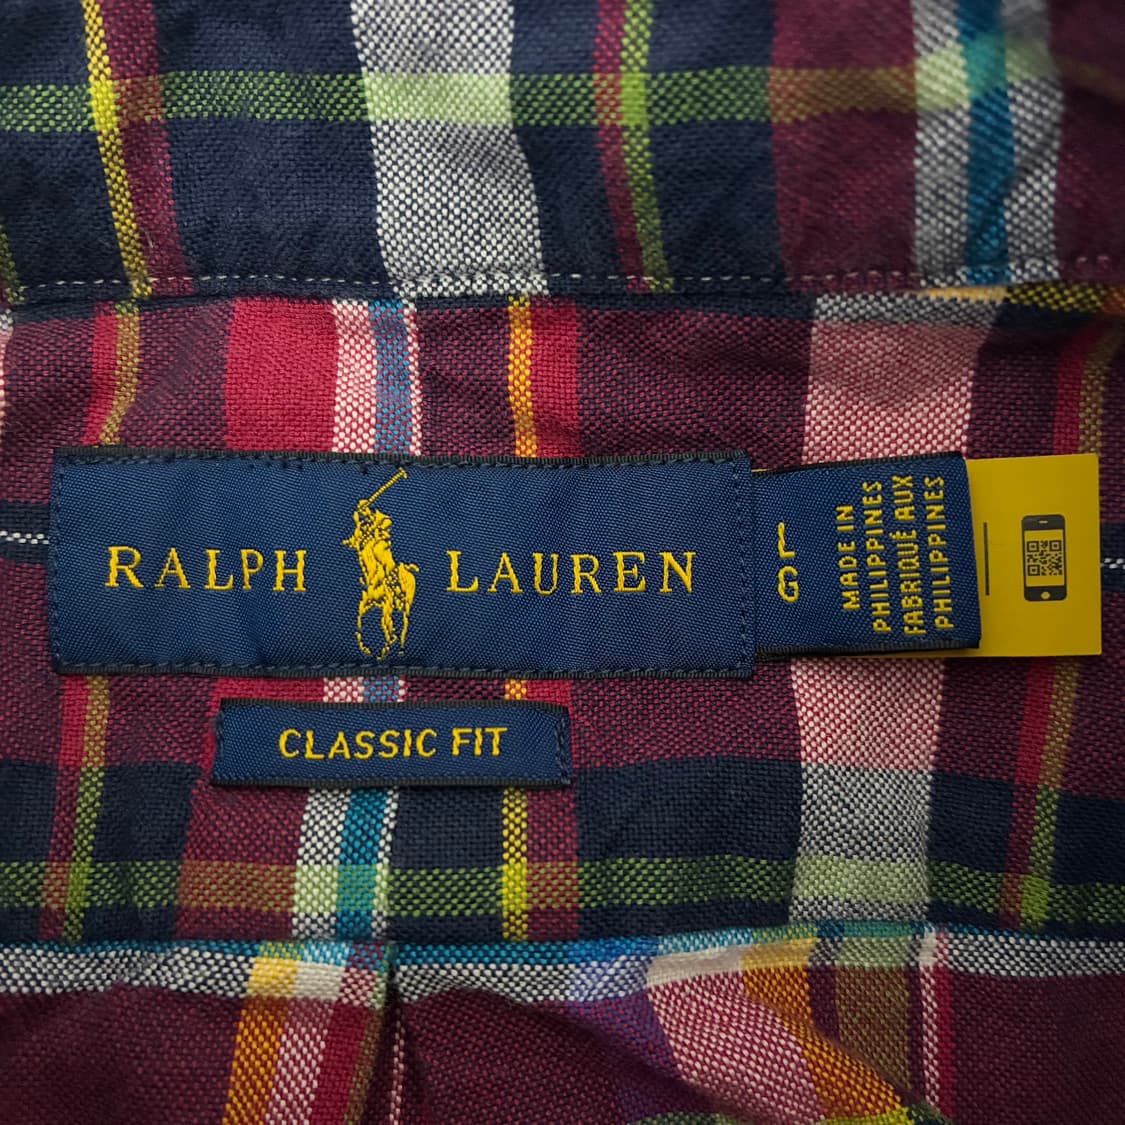 RALPH LAUREN
L
G
MADE IN
PHILIPPINES
FABRIQUÉ AUX
PHILIPPINES
CLASSIC FIT